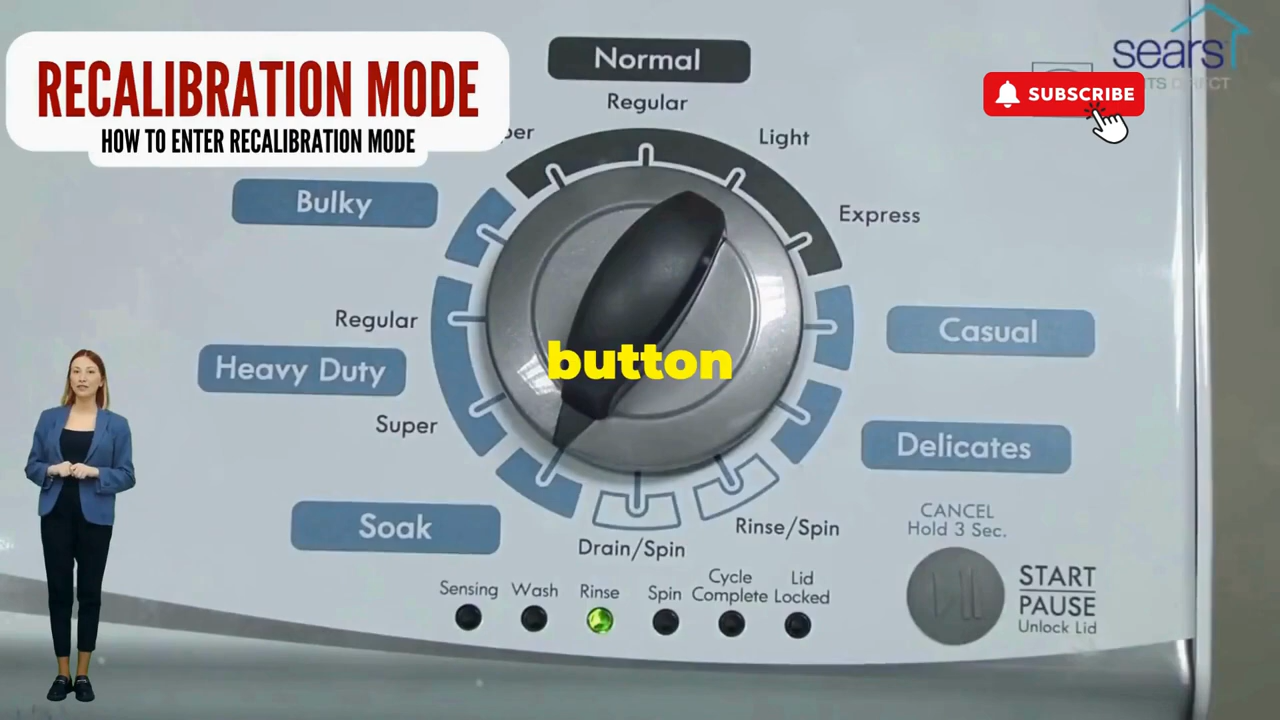 RECALIBRATION MODE
HOW TO ENTER RECALIBRATION MODE
sears
SUBSCRIBE
Normal
Regular
Light
Express
Bulky
Regular
Heavy Duty
Super
Soak
Casual
Delicates
Rinse/Spin
Drain/Spin
button
CANCEL
Hold 3 Sec.
Sensing
Wash
Rinse
Spin
Cycle
Complete
Lid
Locked
START
PAUSE
Unlock Lid